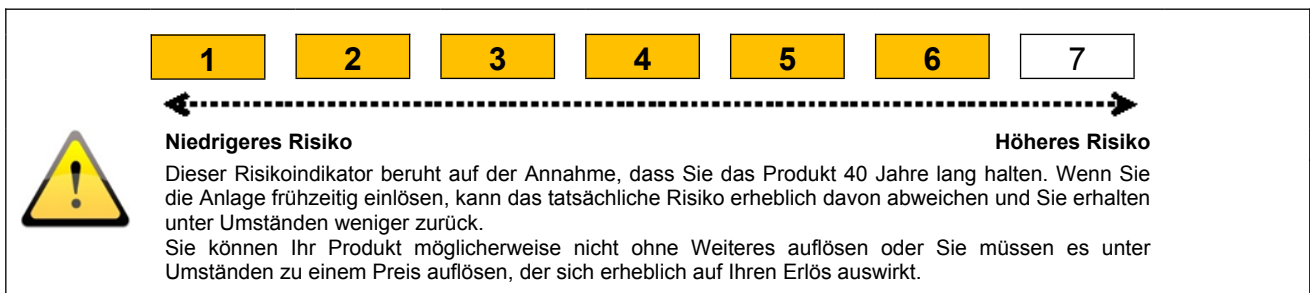 1 2 3 4 5 6 7
Niedrigeres Risiko Höheres Risiko
Dieser Risikoindikator beruht auf der Annahme, dass Sie das Produkt 40 Jahre lang halten. Wenn Sie
die Anlage frühzeitig einlösen, kann das tatsächliche Risiko erheblich davon abweichen und Sie erhalten
unter Umständen weniger zurück.
Sie können Ihr Produkt möglicherweise nicht ohne Weiteres auflösen oder Sie müssen es unter
Umständen zu einem Preis auflösen, der sich erheblich auf Ihren Erlös auswirkt.